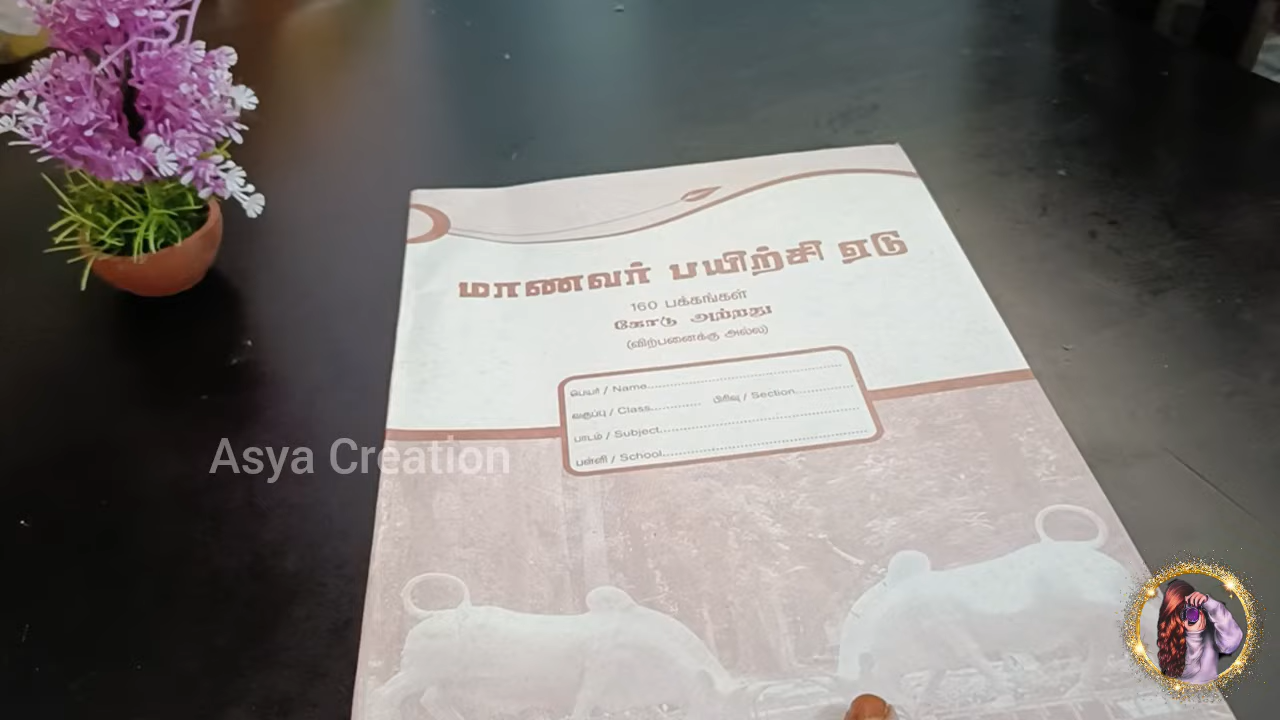 மாணவர் பயிற்சி ஏடு
160 பக்கங்கள்
கோடு அற்றது
(விற்பனைக்கு அல்ல)
பெயர் / Name
வகுப்பு / Class பிரிவு / Section
பாடம் / Subject
பள்ளி / School
Asya Creation